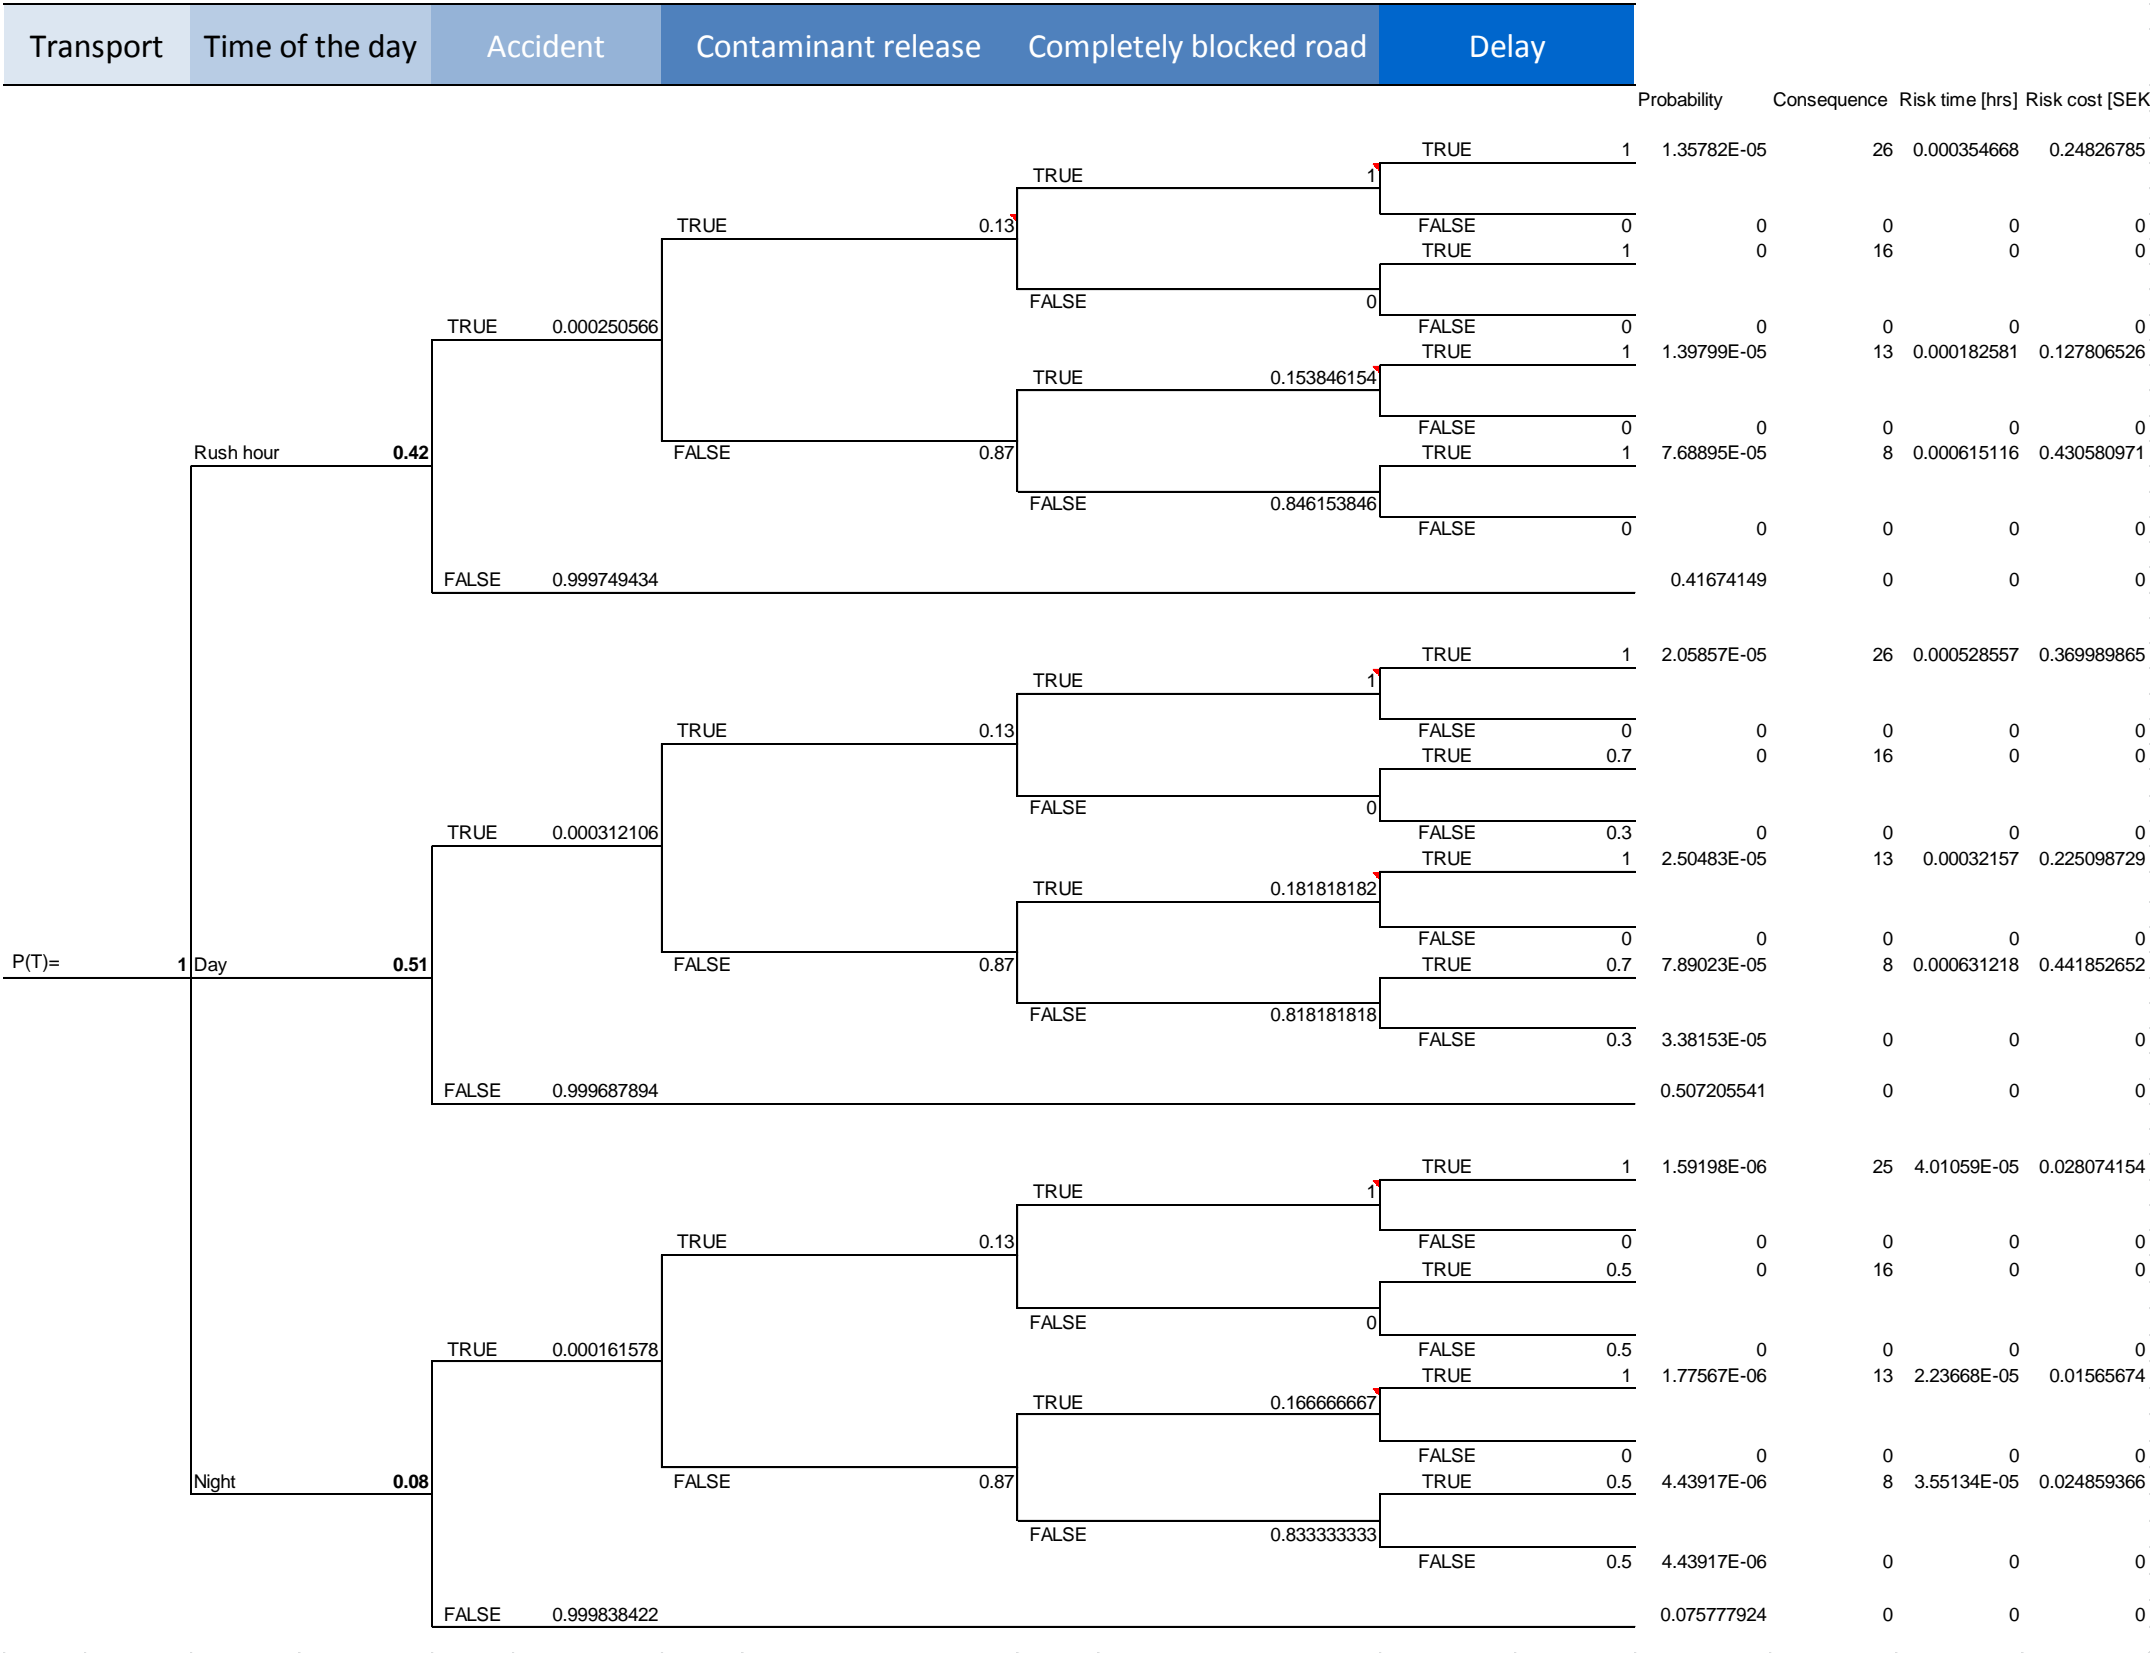 Transport Time of the day Accident Contaminant release Completely blocked road Delay
Probability Consequence Risk time [hrs] Risk cost [SEK
TRUE 1 1.35782E-05 26 0.000354668 0.24826785
TRUE 1
TRUE 0.13 FALSE 0 0 0 0 0
TRUE 1 0 16 0 0
FALSE 0
TRUE 0.000250566 FALSE 0 0 0 0 0
TRUE 1 1.39799E-05 13 0.000182581 0.127806526
TRUE 0.153846154
FALSE 0 0 0 0 0
Rush hour 0.42 FALSE 0.87 TRUE 1 7.68895E-05 8 0.000615116 0.430580971
FALSE 0.846153846
FALSE 0 0 0 0 0
FALSE 0.999749434 0.41674149 0 0 0
TRUE 1 2.05857E-05 26 0.000528557 0.369989865
TRUE 1
TRUE 0.13 FALSE 0 0 0 0 0
TRUE 0.7 0 16 0 0
FALSE 0
TRUE 0.000312106 FALSE 0.3 0 0 0 0
TRUE 1 2.50483E-05 13 0.00032157 0.225098729
TRUE 0.181818182
FALSE 0 0 0 0 0
P(T)= 1 Day 0.51 FALSE 0.87 TRUE 0.7 7.89023E-05 8 0.000631218 0.441852652
FALSE 0.818181818
FALSE 0.3 3.38153E-05 0 0 0
FALSE 0.999687894 0.507205541 0 0 0
TRUE 1 1.59198E-06 25 4.01059E-05 0.028074154
TRUE 1
TRUE 0.13 FALSE 0 0 0 0 0
TRUE 0.5 0 16 0 0
FALSE 0
TRUE 0.000161578 FALSE 0.5 0 0 0 0
TRUE 1 1.77567E-06 13 2.23668E-05 0.01565674
TRUE 0.166666667
FALSE 0 0 0 0 0
Night 0.08 FALSE 0.87 TRUE 0.5 4.43917E-06 8 3.55134E-05 0.024859366
FALSE 0.833333333
FALSE 0.5 4.43917E-06 0 0 0
FALSE 0.999838422 0.075777924 0 0 0